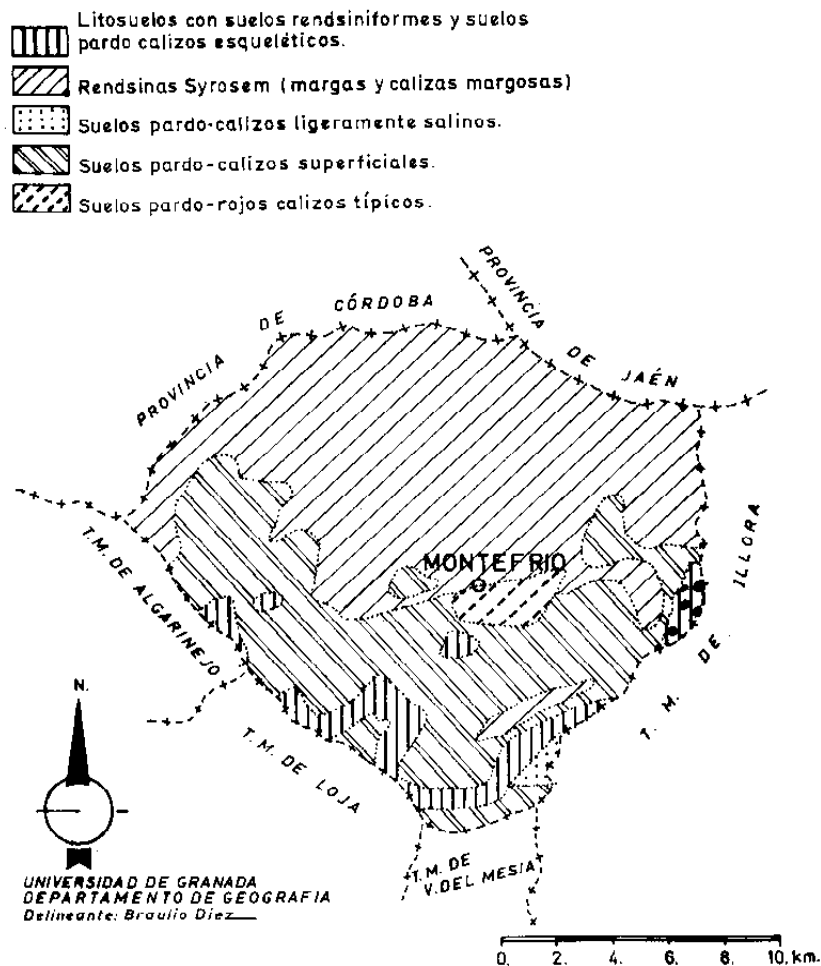 Litosuelos con suelos rendsiniformes y suelos
pardo calizos esqueléticos.
Rendsinas Syrosem (margas y calizas margosas)
Suelos pardo-calizos ligeramente salinos.
Suelos pardo-calizos superficiales.
Suelos pardo-rojos calizos típicos.
PROVINCIA DE CÓRDOBA
PROVINCIA DE JAÉN
T.M. DE ALGARINEJO
MONTEFRIO
T. M. DE ILLORA
N.
T.M. DE LOJA
T.M. DE
V. DEL MESIA
UNIVERSIDAD DE GRANADA
DEPARTAMENTO DE GEOGRAFIA
Delineante: Braulio Diez
0. 2. 4. 6. 8. 10. km.